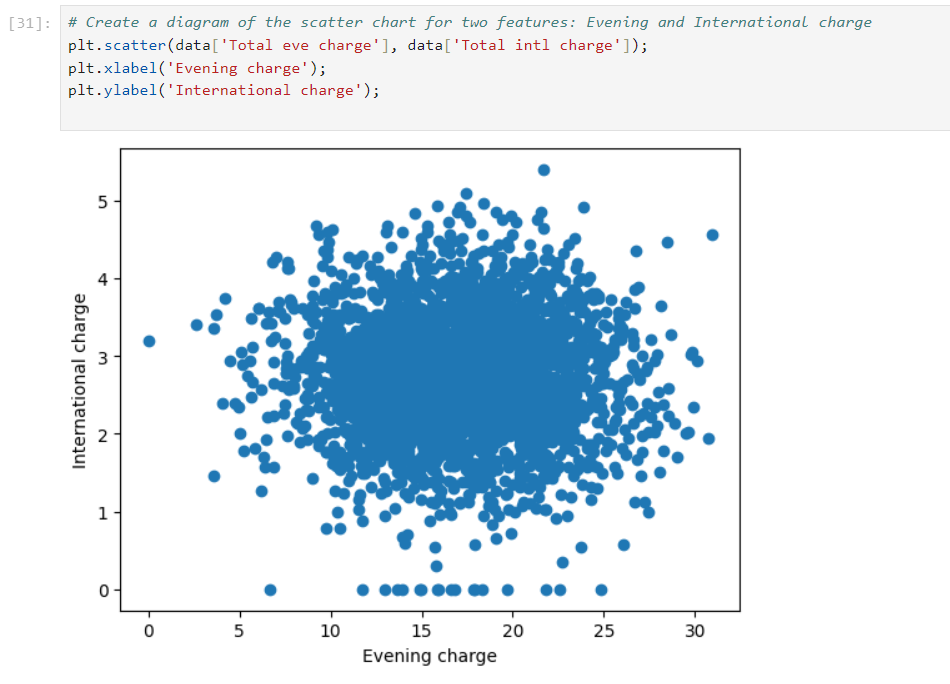 [31]: # Create a diagram of the scatter chart for two features: Evening and International charge
plt.scatter(data['Total eve charge'], data['Total intl charge']);
plt.xlabel('Evening charge');
plt.ylabel('International charge');
International charge
5
4
3
2
1
0
0 5 10 15 20 25 30
Evening charge